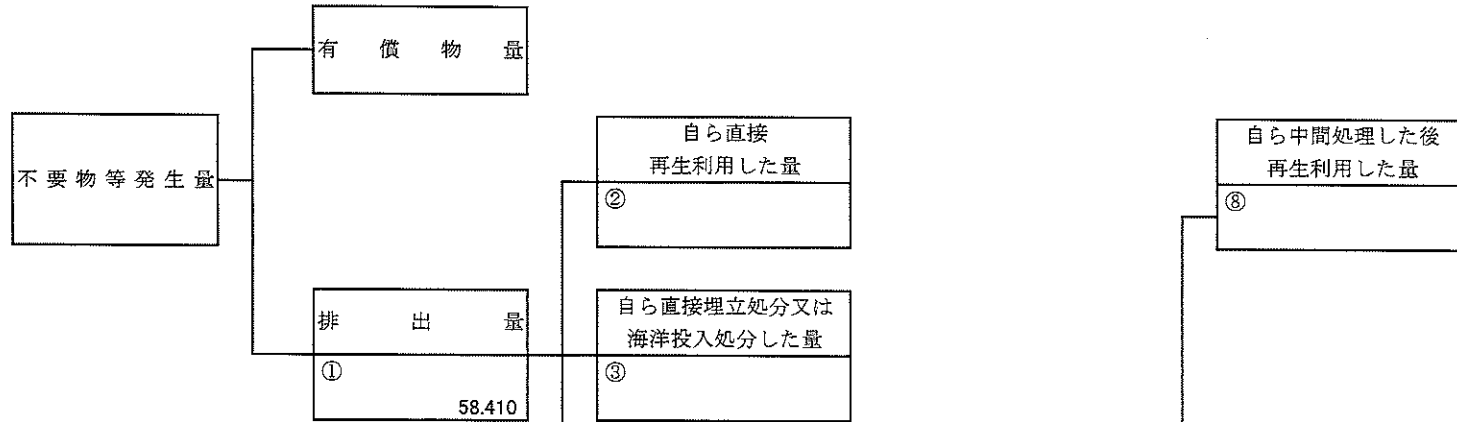 有償物量
不要物等発生量
自ら直接
再生利用した量
②
自ら中間処理した後
再生利用した量
⑧
排出量
①
58.410
自ら直接埋立処分又は
海洋投入処分した量
③